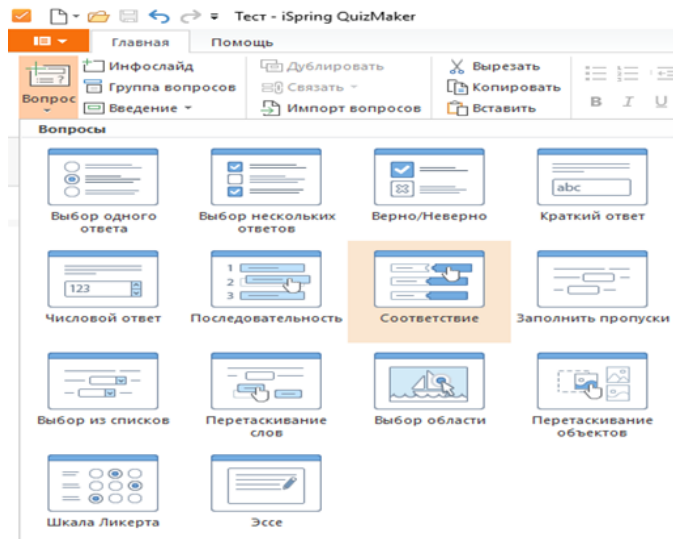 Тест - iSpring QuizMaker
Главная Помощь
Вопрос
Инфослайд
Группа вопросов
Введение
Дублировать
Связать
Импорт вопросов
Вырезать
Копировать
Вставить
B I U
Вопросы
Выбор одного
ответа
Выбор нескольких
ответов
Верно/Неверно
abc
Краткий ответ
123
Числовой ответ
1
2
3
Последовательность
Соответствие
Заполнить пропуски
Выбор из списков
Перетаскивание
слов
Выбор области
Перетаскивание
объектов
Шкала Ликерта
Эссе